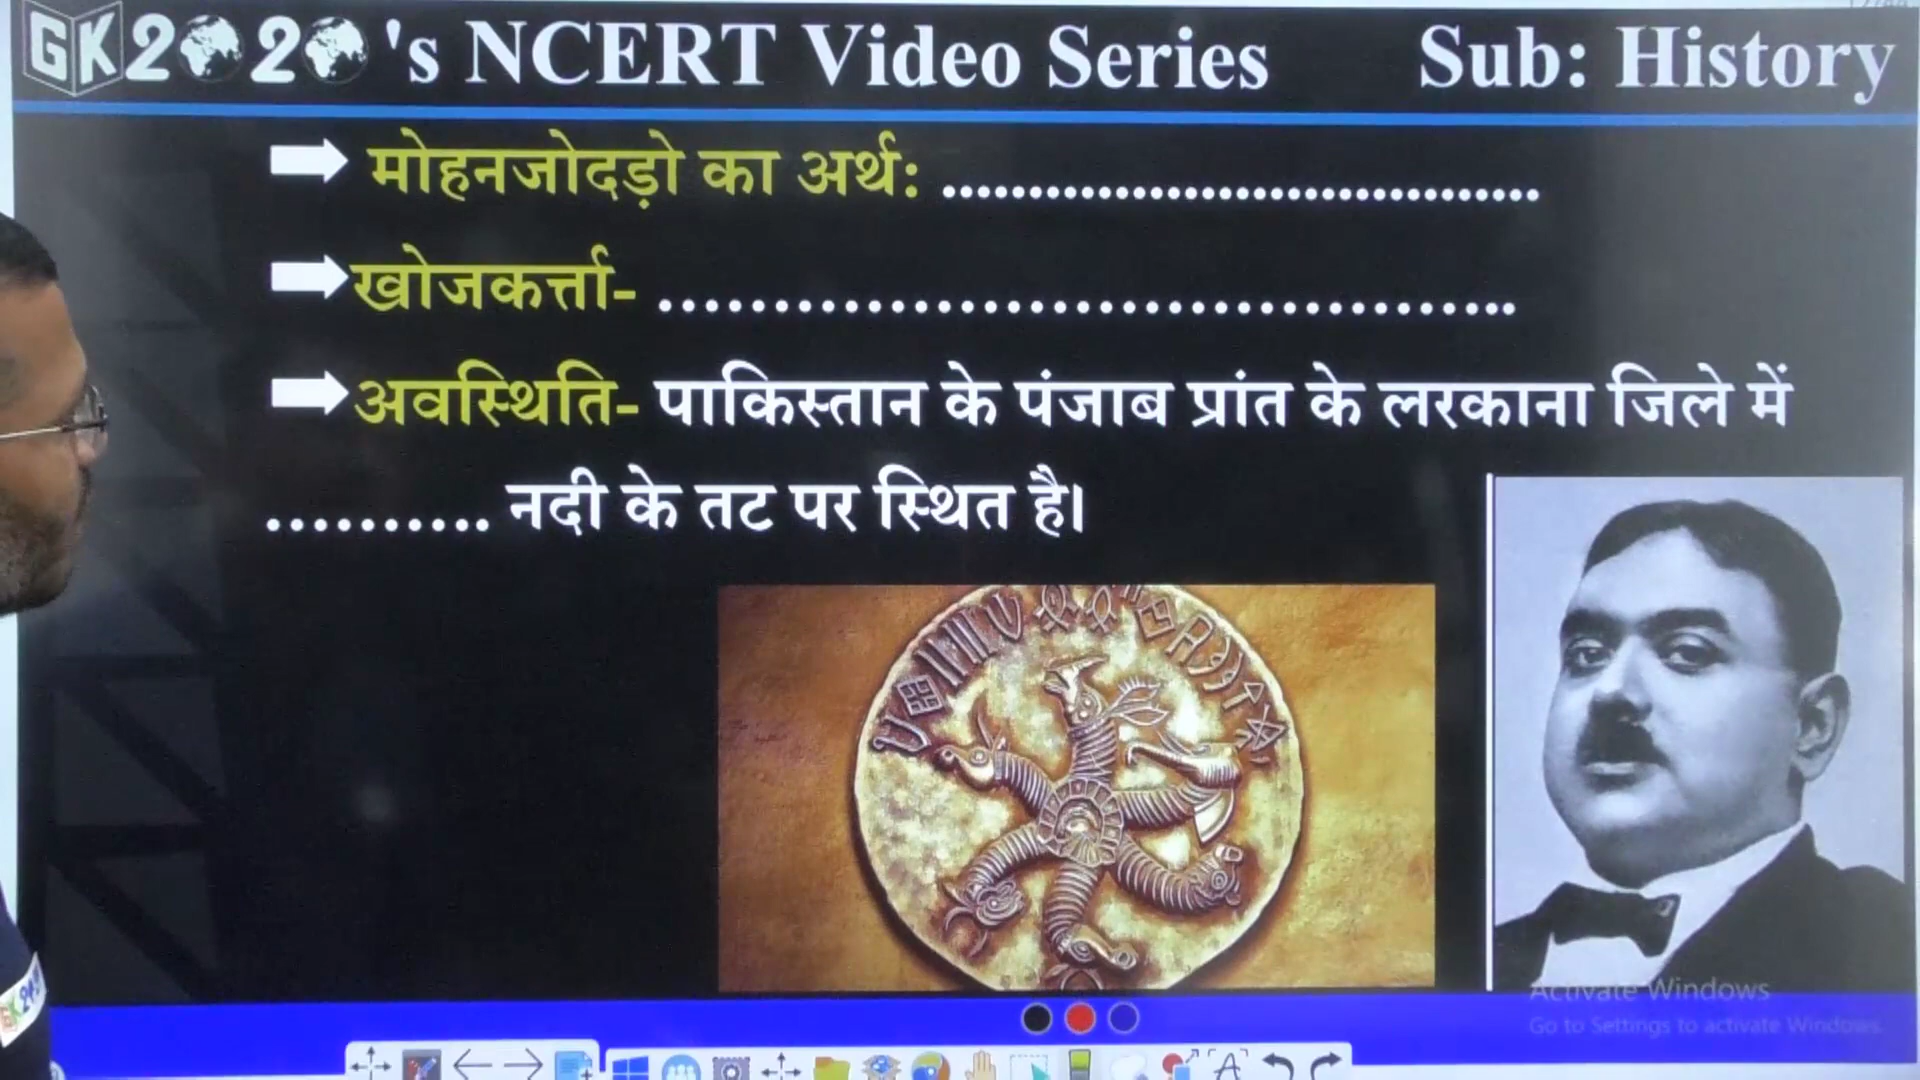 GK2020's NCERT Video Series Sub: History
मोहनजोदड़ो का अर्थ: ..................................
खोजकर्त्ता- ......................................
अवस्थिति- पाकिस्तान के पंजाब प्रांत के लरकाना जिले में
.......... नदी के तट पर स्थित है।
Activate Windows
Go to Settings to activate Windows.